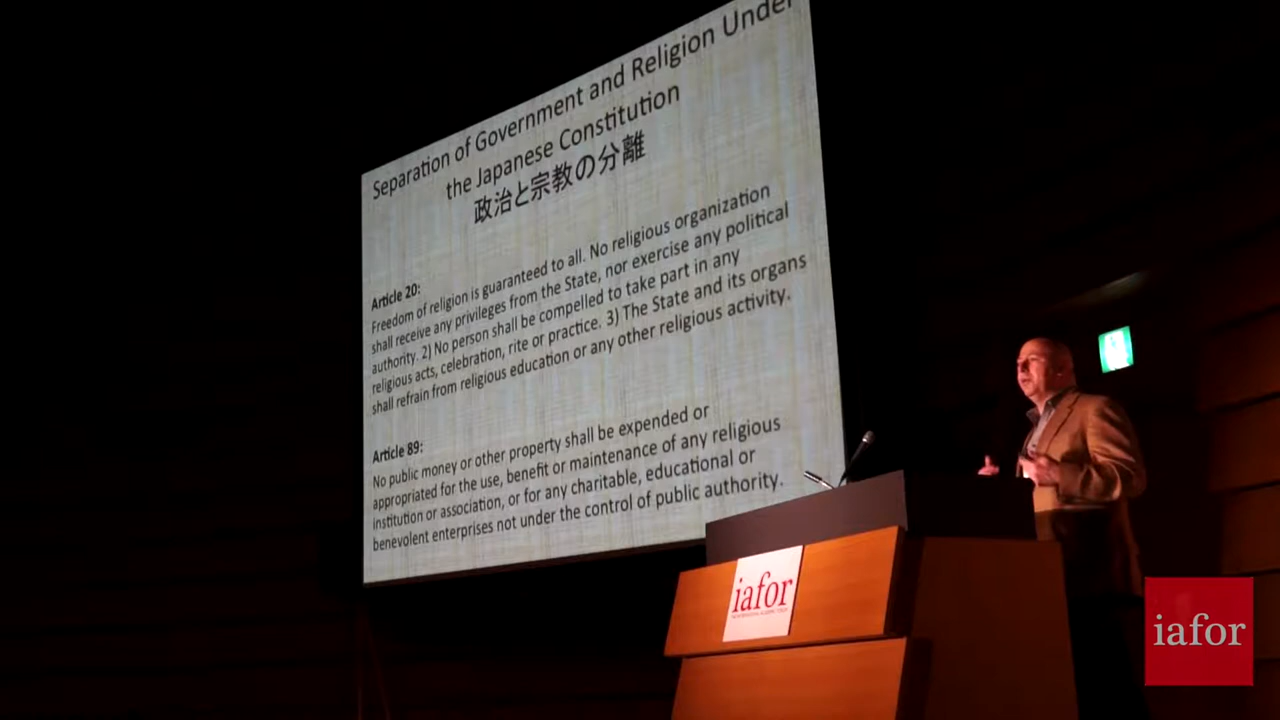 Separation of Government and Religion Under
the Japanese Constitution
政治と宗教の分離
Article 20:
Freedom of religion is guaranteed to all. No religious organization
shall receive any privileges from the State, nor exercise any political
authority. 2) No person shall be compelled to take part in any
religious acts, celebration, rite or practice. 3) The State and its organs
shall refrain from religious education or any other religious activity.
Article 89:
No public money or other property shall be expended or
appropriated for the use, benefit or maintenance of any religious
institution or association, or for any charitable, educational or
benevolent enterprises not under the control of public authority.
iafor
iafor